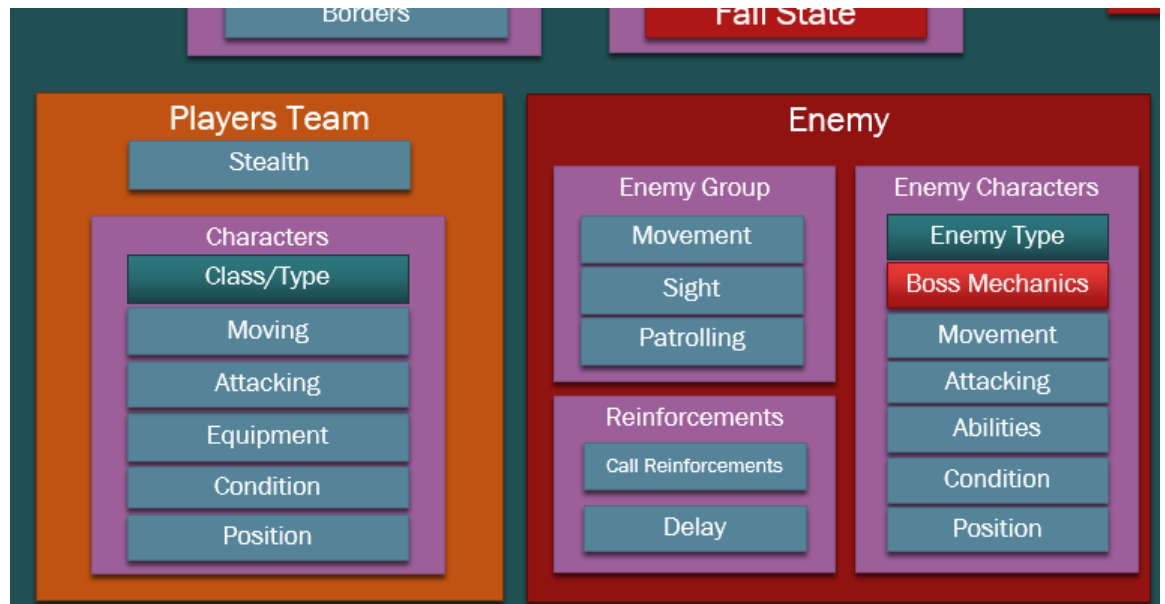 Borders
Fail State
Players Team
Stealth
Characters
Class/Type
Moving
Attacking
Equipment
Condition
Position
Enemy
Enemy Group
Movement
Sight
Patrolling
Reinforcements
Call Reinforcements
Delay
Enemy Characters
Enemy Type
Boss Mechanics
Movement
Attacking
Abilities
Condition
Position